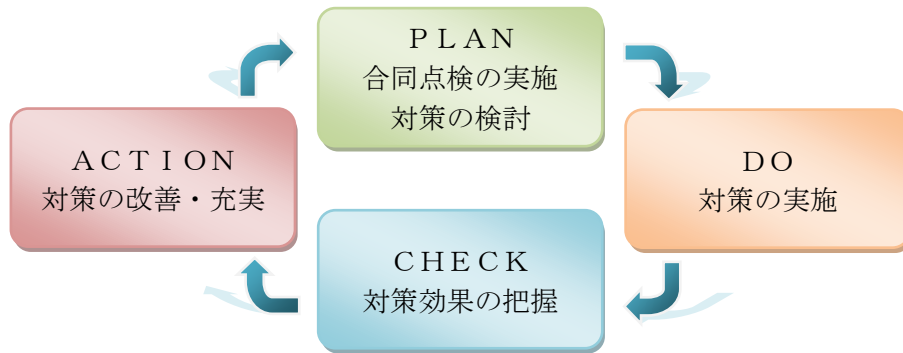 ＰＬＡＮ
合同点検の実施
対策の検討
ＤＯ
対策の実施
ＣＨＥＣＫ
対策効果の把握
ＡＣＴＩＯＮ
対策の改善・充実